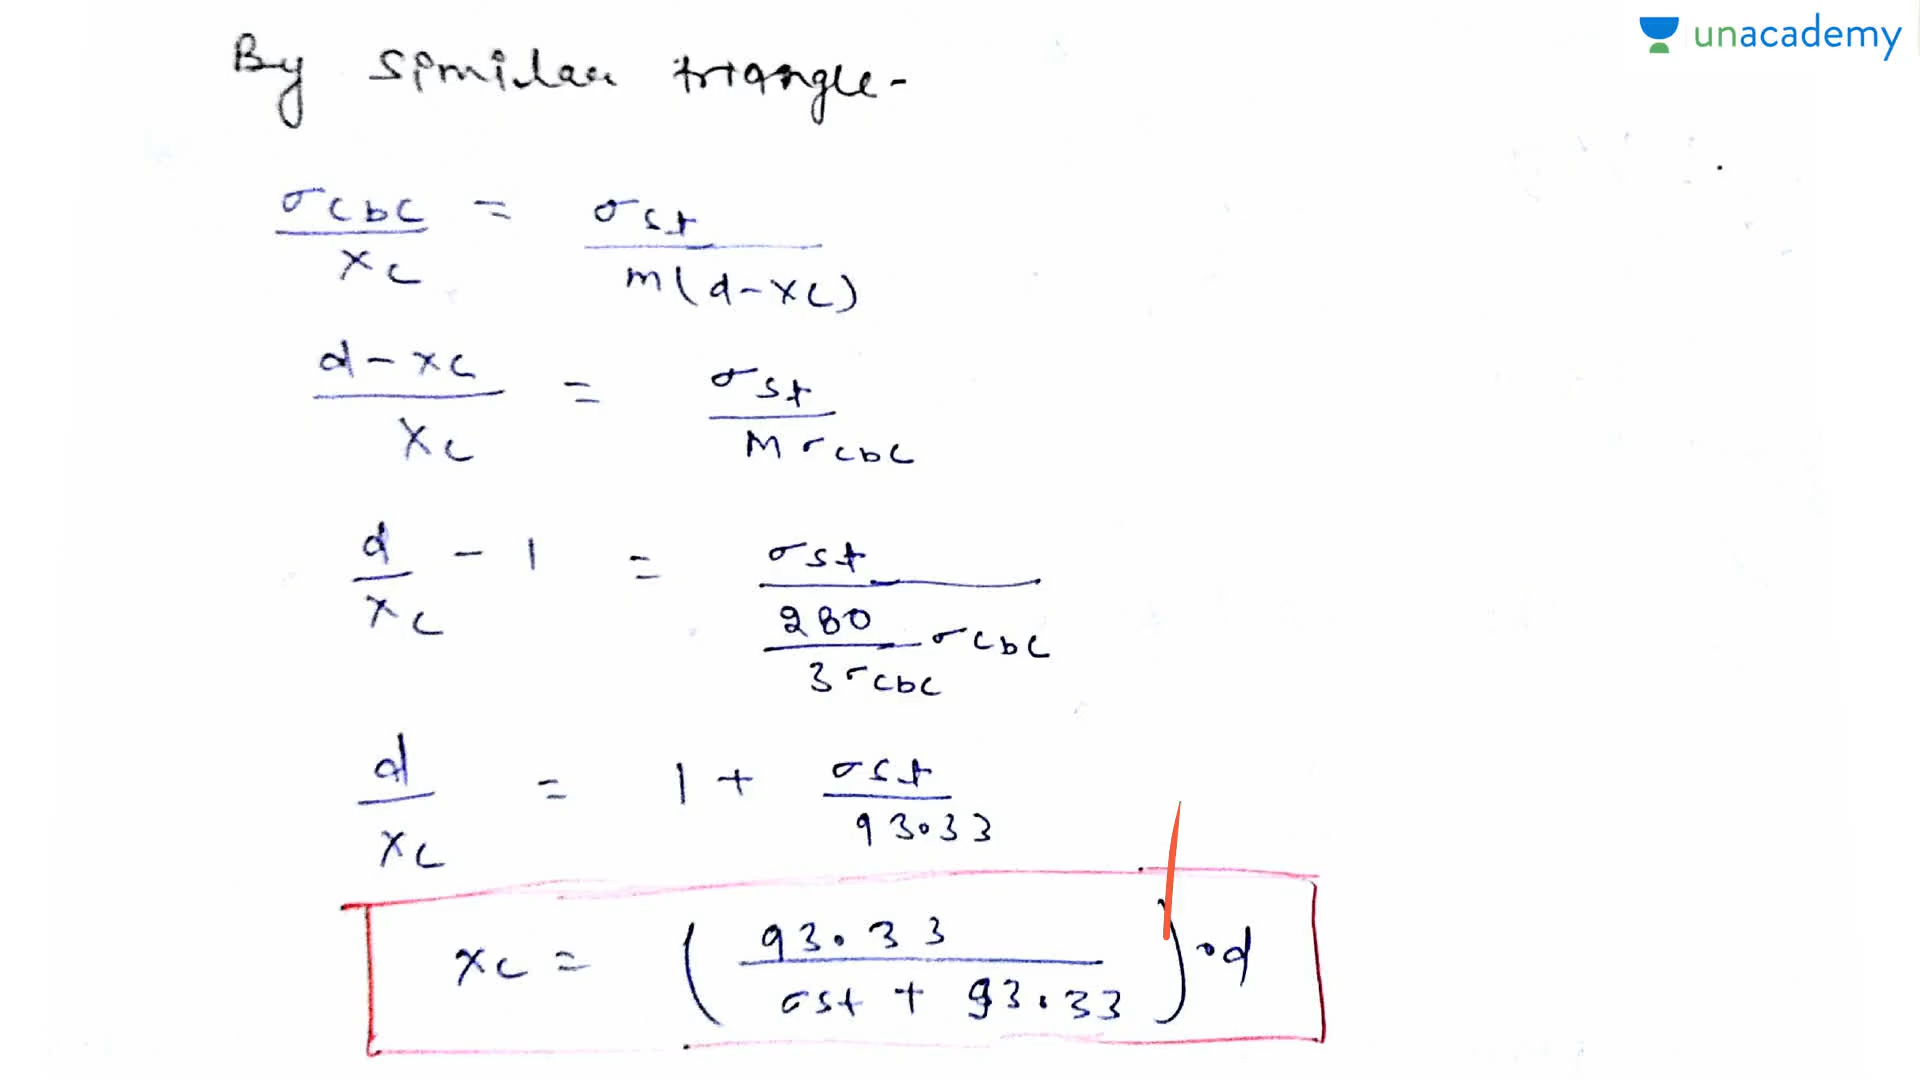 unacademy
By similar triangle-
σcbc / xc = σst / m(d-xc)
d-xc / xc = σst / m σcbc
d / xc - 1 = σst / (280 / 3σcbc) σcbc
d / xc = 1 + σst / 93.33
xc = ( 93.33 / σst + 93.33 ) . d